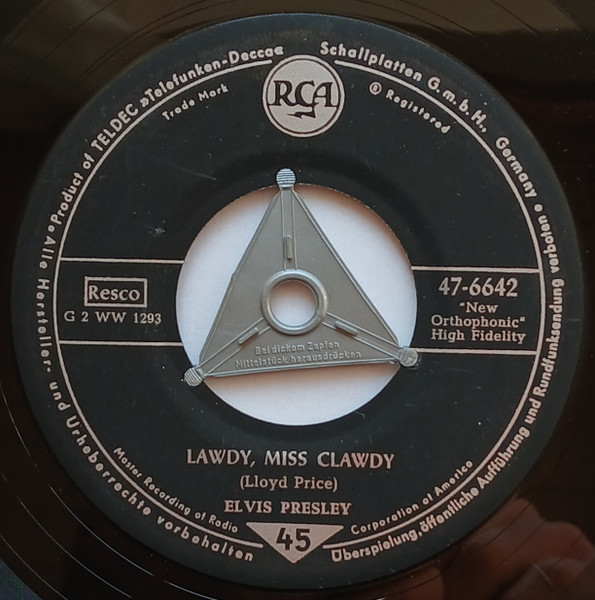 »Product of TELDEC »Telefunken-Decca« Schallplatten G.m.b.H., Germany •
Trade Mark
RCA
® Registered
Resco
G 2 WW 1293
47-6642
"New
Orthophonic"
High Fidelity
Bei dickem Zapfen
Mittelstück herausdrücken
LAWDY, MISS CLAWDY
(Lloyd Price)
ELVIS PRESLEY
Master Recording of Radio Corporation of America
45
Alle Hersteller- und Urheberrechte vorbehalten
Überspielung, öffentliche Aufführung und Rundfunksendung verboten